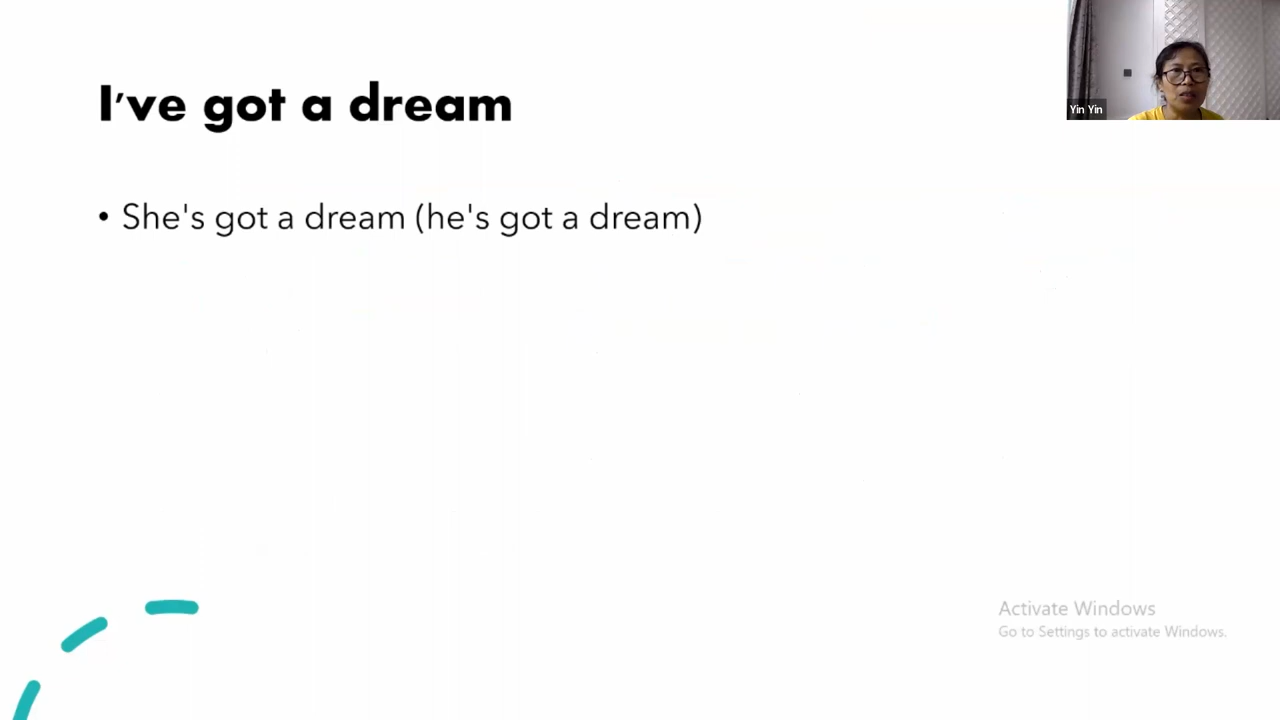 I've got a dream
• She's got a dream (he's got a dream)
Yin Yin
Activate Windows
Go to Settings to activate Windows.